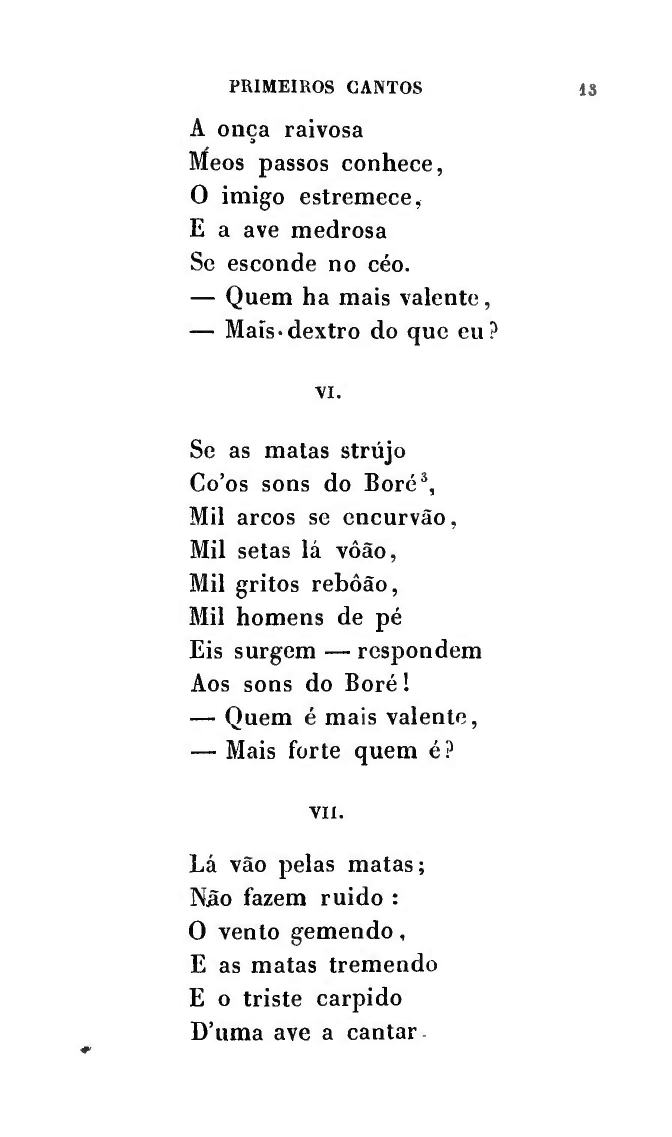 PRIMEIROS CANTOS 13
A onça raivosa
Meos passos conhece,
O imigo estremece,
E a ave medrosa
Se esconde no céo.
— Quem ha mais valente,
— Mais dextro do que eu?
VI.
Se as matas strújo
Co'os sons do Boré³,
Mil arcos se encurvão,
Mil setas lá vôão,
Mil gritos rebôão,
Mil homens de pé
Eis surgem — respondem
Aos sons do Boré!
— Quem é mais valente,
— Mais forte quem é?
VII.
Lá vão pelas matas;
Não fazem ruido :
O vento gemendo,
E as matas tremendo
E o triste carpido
D'uma ave a cantar